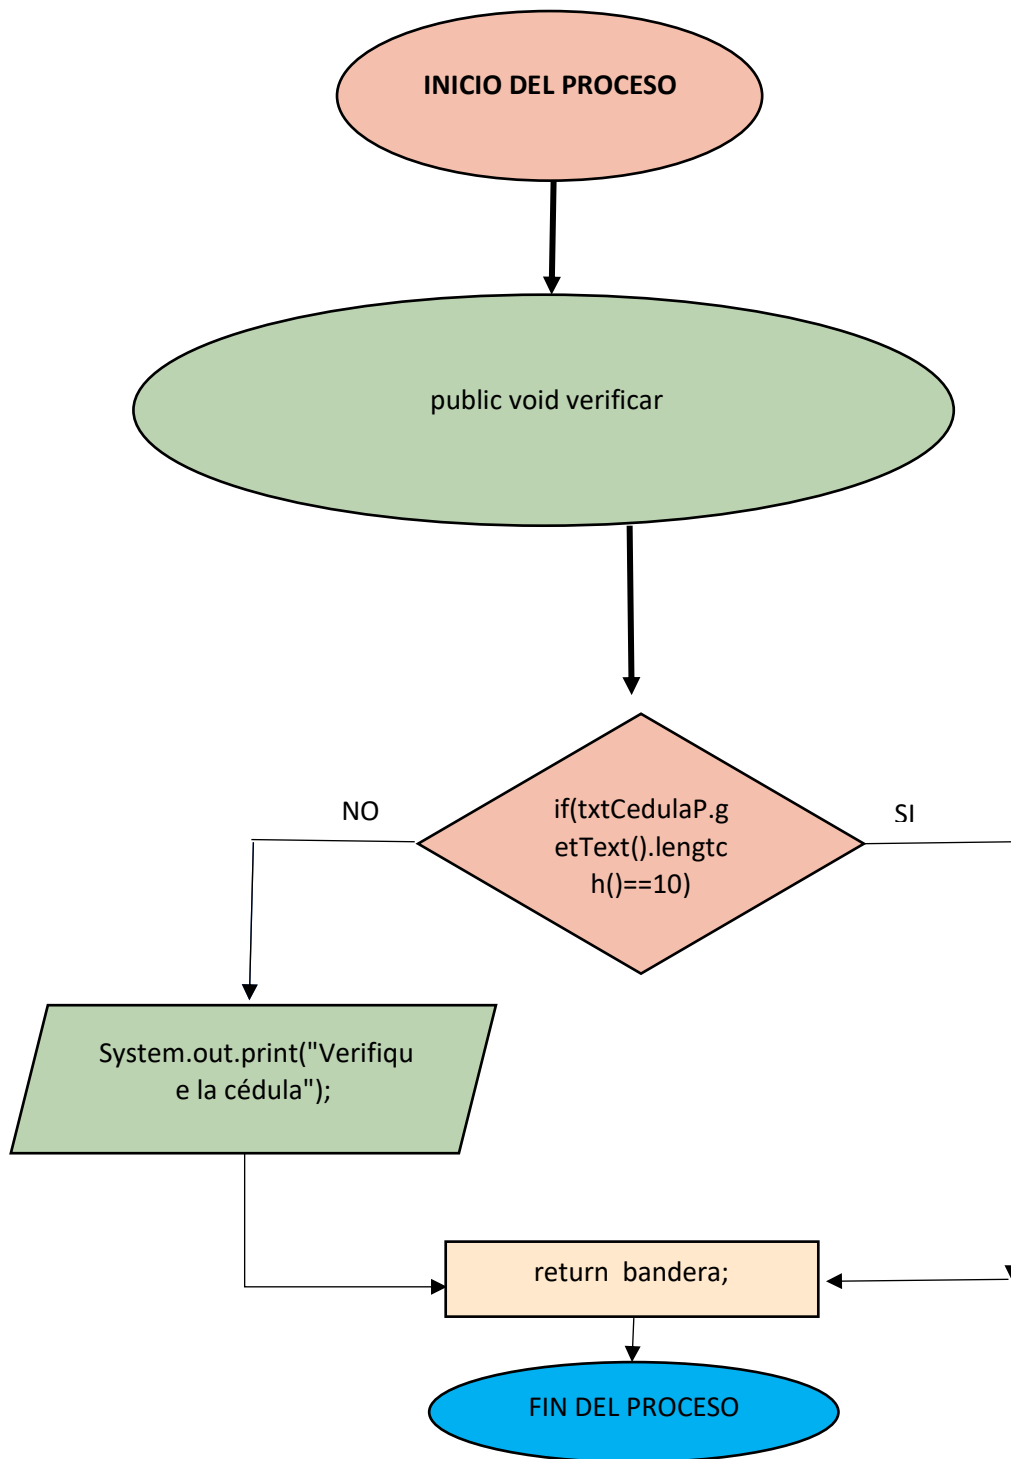 INICIO DEL PROCESO
public void verificar
NO
if(txtCedulaP.g
etText().lengtc
h()==10)
SI
System.out.print("Verifiqu
e la cédula");
return  bandera;
FIN DEL PROCESO